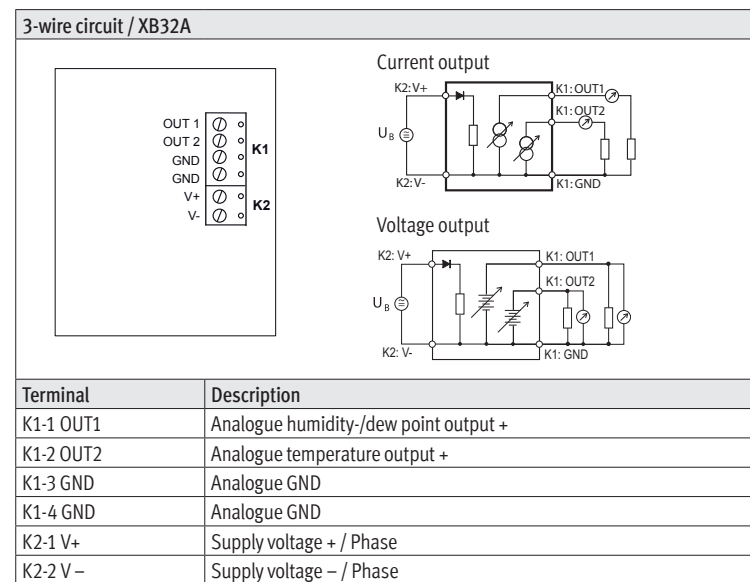 3-wire circuit / XB32A
OUT 1
OUT 2
GND
GND
K1
V+
V-
K2
Current output
K2:V+
K1:OUT1
K1:OUT2
UB
K2:V-
K1:GND
Voltage output
K2: V+
K1: OUT1
K1: OUT2
UB
K2: V-
K1: GND
Terminal Description
K1-1 OUT1 Analogue humidity-/dew point output +
K1-2 OUT2 Analogue temperature output +
K1-3 GND Analogue GND
K1-4 GND Analogue GND
K2-1 V+ Supply voltage + / Phase
K2-2 V – Supply voltage – / Phase